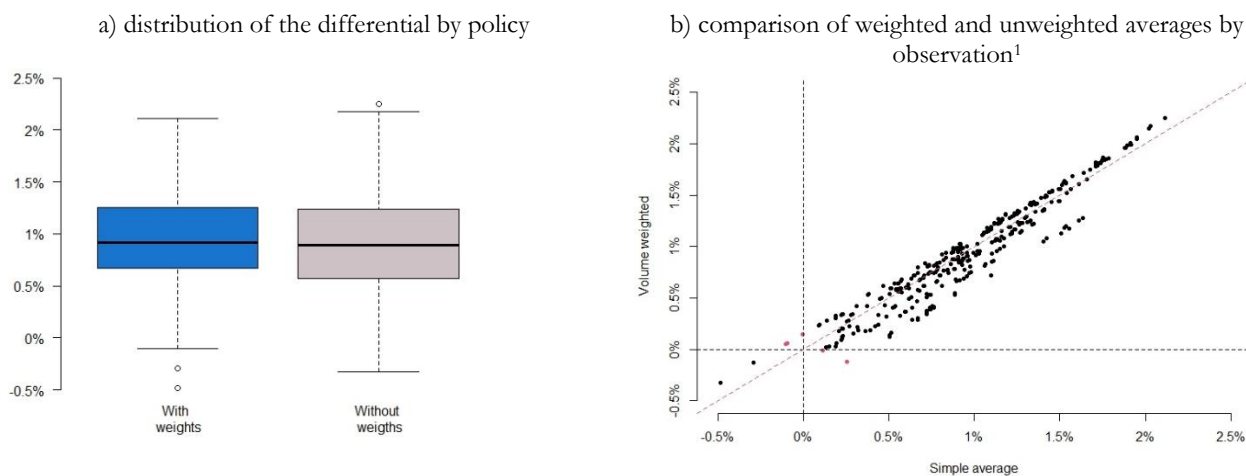 a) distribution of the differential by policy
2.5%
2%
1.5%
1%
0.5%
0%
-0.5%
With
weights
Without
weigths
b) comparison of weighted and unweighted averages by
observation¹
Volume weighted
2.5%
2%
1.5%
1%
0.5%
0%
-0.5%
-0.5%
0%
0.5%
1%
1.5%
2%
2.5%
Simple average